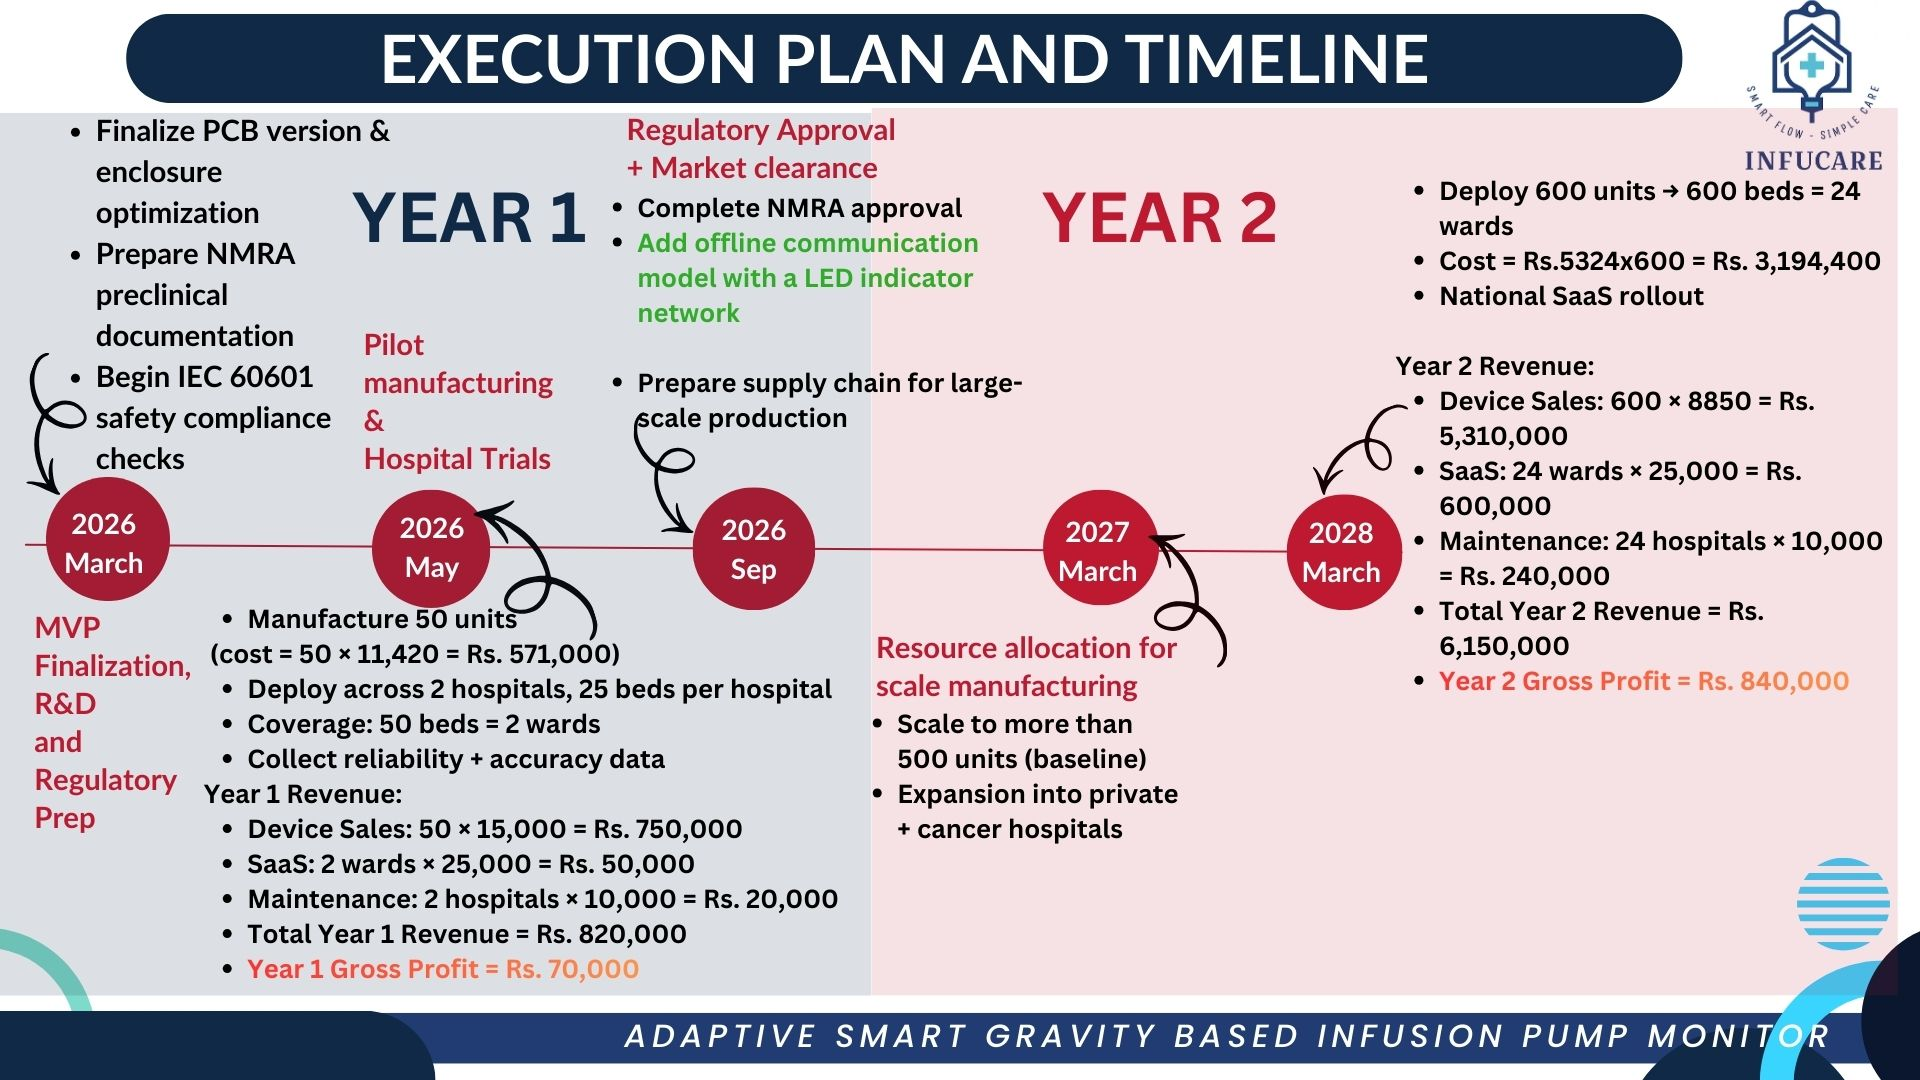 EXECUTION PLAN AND TIMELINE
SMART FLOW - SIMPLE CARE
INFUCARE
• Finalize PCB version &
enclosure
optimization
• Prepare NMRA
preclinical
documentation
• Begin IEC 60601
safety compliance
checks
YEAR 1
Pilot
manufacturing
&
Hospital Trials
Regulatory Approval
+ Market clearance
• Complete NMRA approval
• Add offline communication
model with a LED indicator
network
• Prepare supply chain for large-
scale production
YEAR 2
• Deploy 600 units → 600 beds = 24
wards
• Cost = Rs.5324x600 = Rs. 3,194,400
• National SaaS rollout
Year 2 Revenue:
• Device Sales: 600 × 8850 = Rs.
5,310,000
• SaaS: 24 wards × 25,000 = Rs.
600,000
• Maintenance: 24 hospitals × 10,000
= Rs. 240,000
• Total Year 2 Revenue = Rs.
6,150,000
• Year 2 Gross Profit = Rs. 840,000
2026
March
2026
May
2026
Sep
2027
March
2028
March
MVP
Finalization,
R&D
and
Regulatory
Prep
• Manufacture 50 units
(cost = 50 × 11,420 = Rs. 571,000)
• Deploy across 2 hospitals, 25 beds per hospital
• Coverage: 50 beds = 2 wards
• Collect reliability + accuracy data
Year 1 Revenue:
• Device Sales: 50 × 15,000 = Rs. 750,000
• SaaS: 2 wards × 25,000 = Rs. 50,000
• Maintenance: 2 hospitals × 10,000 = Rs. 20,000
• Total Year 1 Revenue = Rs. 820,000
• Year 1 Gross Profit = Rs. 70,000
Resource allocation for
scale manufacturing
• Scale to more than
500 units (baseline)
• Expansion into private
+ cancer hospitals
ADAPTIVE SMART GRAVITY BASED INFUSION PUMP MONITOR